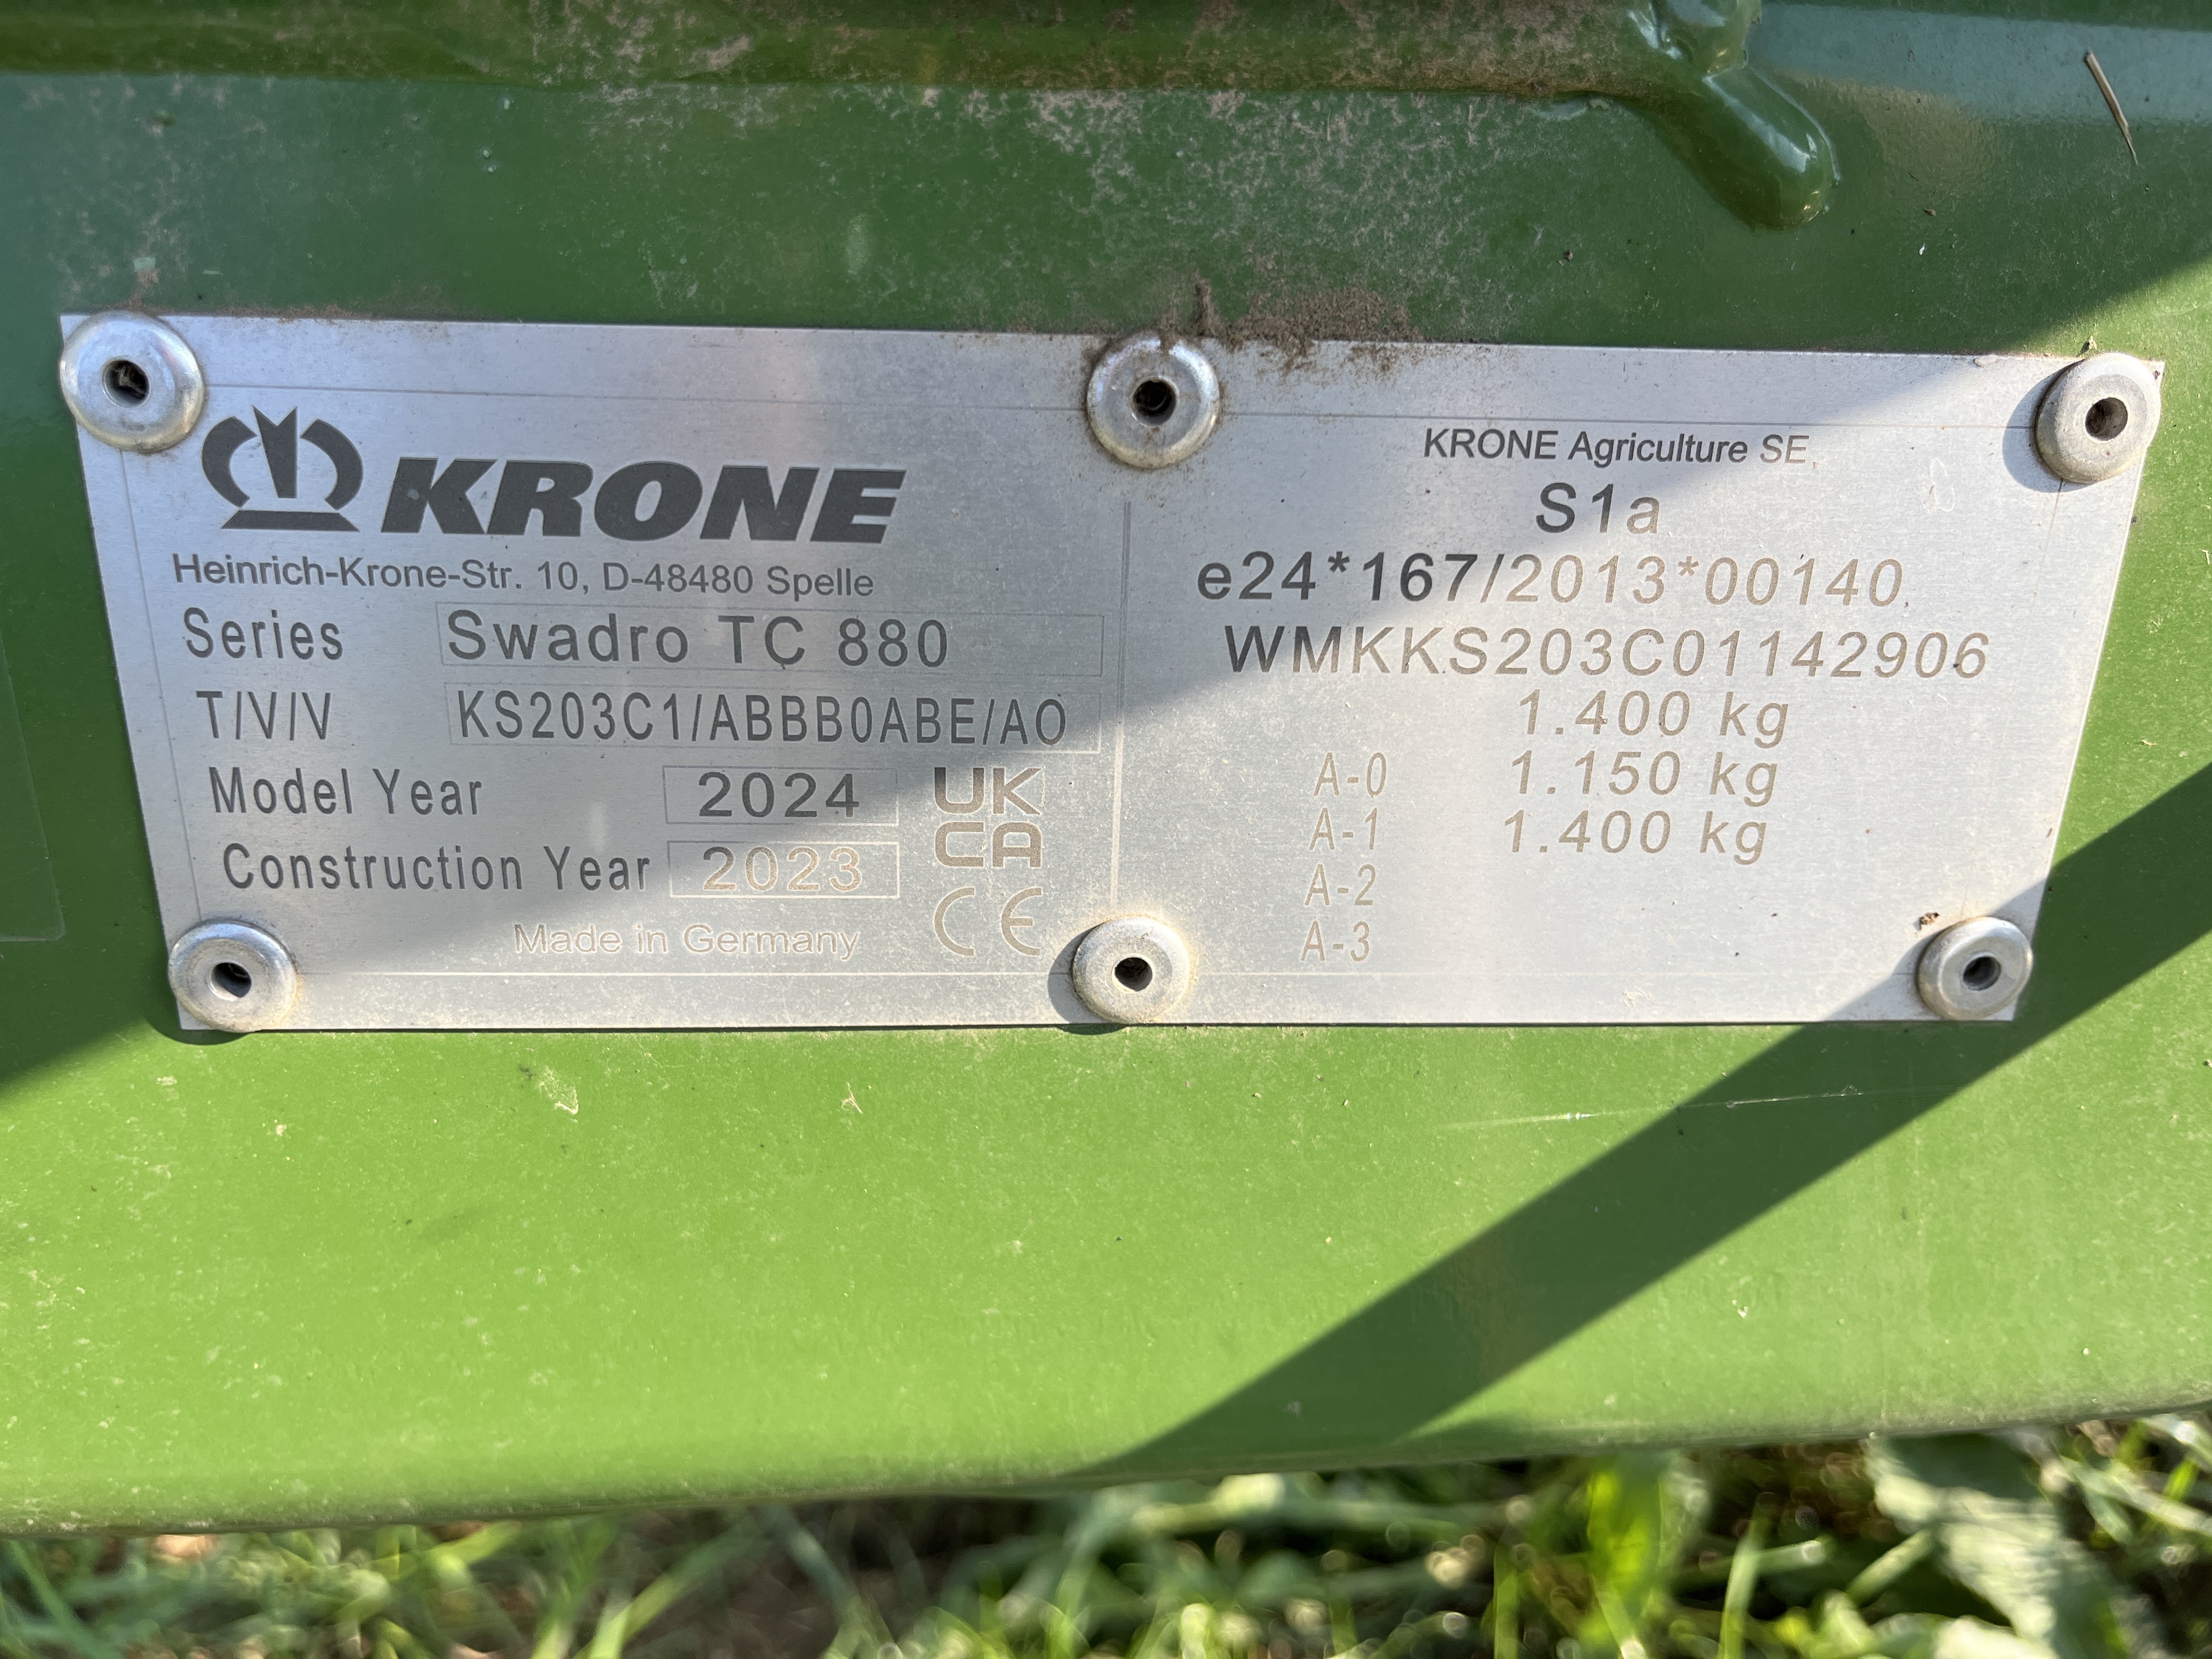 KRONE
Heinrich-Krone-Str. 10, D-48480 Spelle
Series Swadro TC 880
T/V/V KS203C1/ABBB0ABE/AO
Model Year 2024
Construction Year 2023
UK
CA
CE
Made in Germany
KRONE Agriculture SE
S1a
e24*167/2013*00140
WMKKS203C01142906
1.400 kg
A-0 1.150 kg
A-1 1.400 kg
A-2
A-3